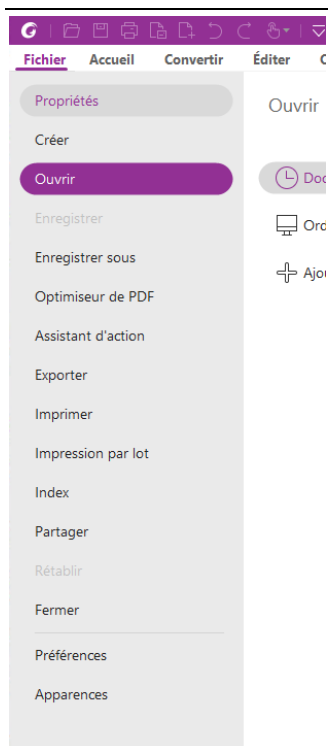 Fichier Accueil Convertir Éditer
Propriétés
Ouvrir
Créer
Ouvrir
Enregistrer
Enregistrer sous
Optimiseur de PDF
Assistant d'action
Exporter
Imprimer
Impression par lot
Index
Partager
Rétablir
Fermer
Préférences
Apparences